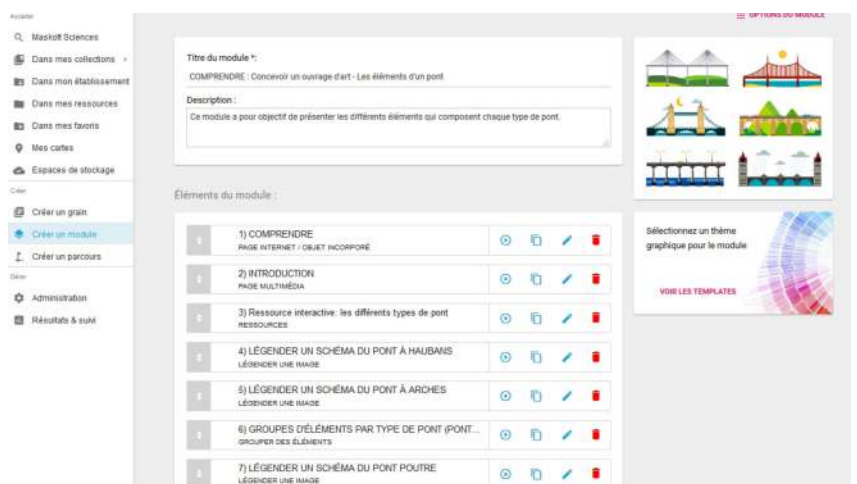 Accéder
Maskott Sciences
Dans mes collections
Dans mon établissement
Dans mes ressources
Dans mes favoris
Mes cartes
Espaces de stockage
Créer
Créer un grain
Créer un module
Créer un parcours
Gérer
Administration
Résultats & suivi
OPTIONS DU MODULE
Titre du module *:
COMPRENDRE : Concevoir un ouvrage d'art - Les éléments d'un pont
Description :
Ce module a pour objectif de présenter les différents éléments qui composent chaque type de pont.
Éléments du module :
1) COMPRENDRE
PAGE INTERNET / OBJET INCORPORÉ
2) INTRODUCTION
PAGE MULTIMÉDIA
3) Ressource interactive: les différents types de pont
RESSOURCES
4) LÉGENDER UN SCHÉMA DU PONT À HAUBANS
LÉGENDER UNE IMAGE
5) LÉGENDER UN SCHÉMA DU PONT À ARCHES
LÉGENDER UNE IMAGE
6) GROUPES D'ÉLÉMENTS PAR TYPE DE PONT (PONT...
GROUPER DES ÉLÉMENTS
7) LÉGENDER UN SCHÉMA DU PONT POUTRE
LÉGENDER UNE IMAGE
Sélectionnez un thème
graphique pour le module
VOIR LES TEMPLATES